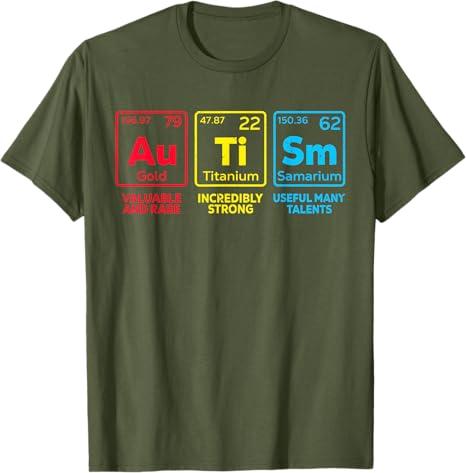 196.97 79
Au
Gold
VALUABLE
AND RARE
47.87 22
Ti
Titanium
INCREDIBLY
STRONG
150.36 62
Sm
Samarium
USEFUL MANY
TALENTS